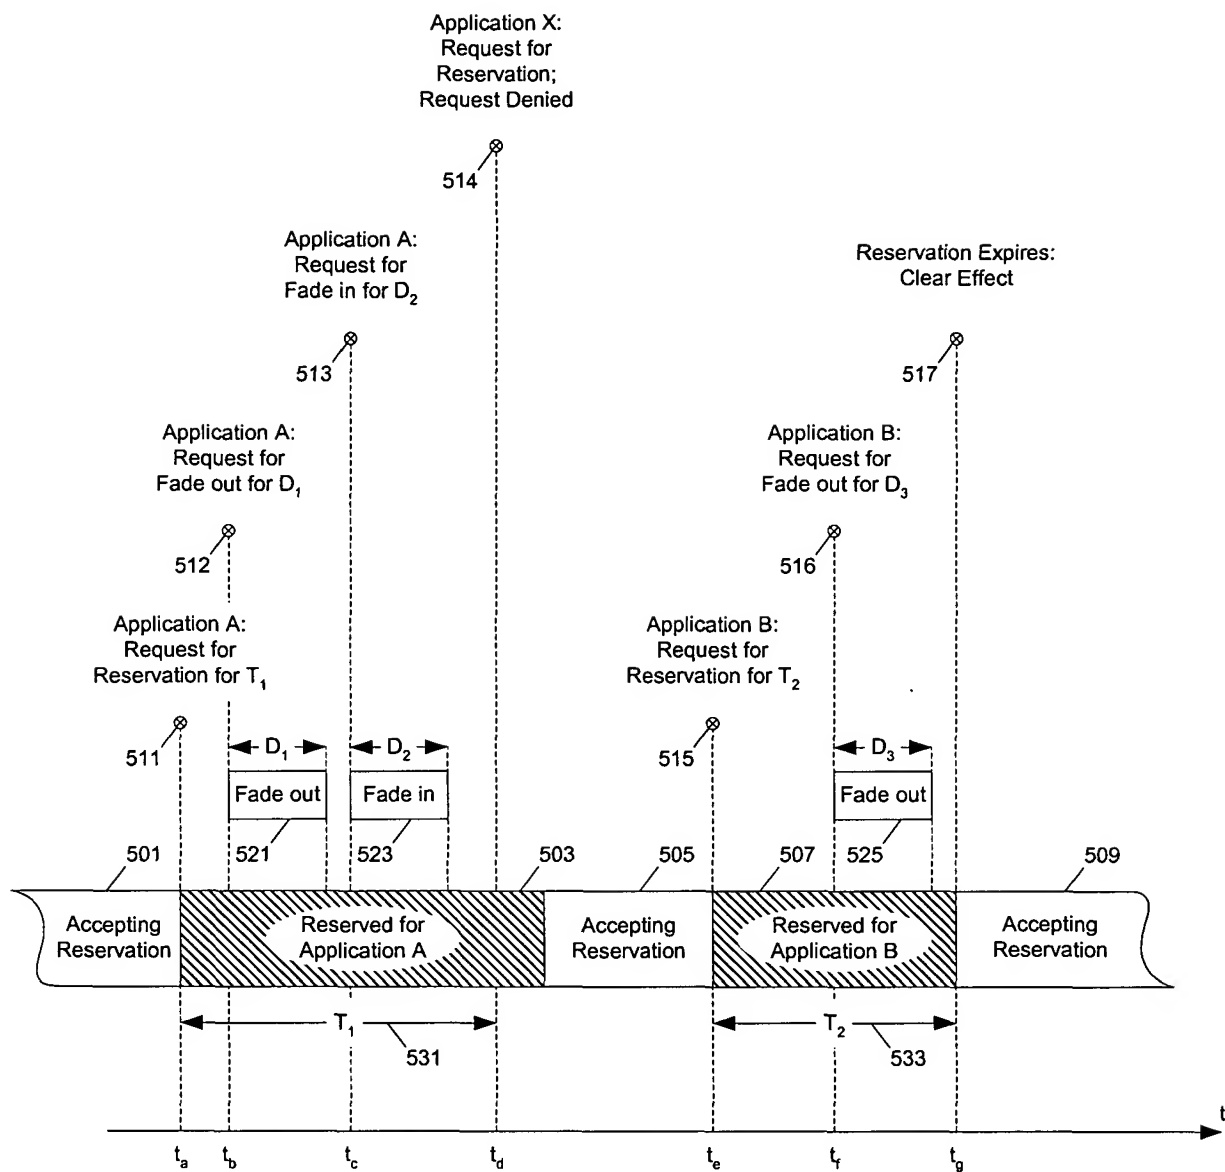 Application X:
Request for
Reservation;
Request Denied
514
Application A:
Request for
Fade in for D2
513
Reservation Expires:
Clear Effect
517
Application A:
Request for
Fade out for D1
512
Application B:
Request for
Fade out for D3
516
Application A:
Request for
Reservation for T1
511
Application B:
Request for
Reservation for T2
515
D1
D2
D3
Fade out
Fade in
Fade out
501
521
523
503
505
507
525
509
Accepting
Reservation
Reserved for
Application A
Accepting
Reservation
Reserved for
Application B
Accepting
Reservation
T1
531
T2
533
t
ta
tb
tc
td
te
tf
tg